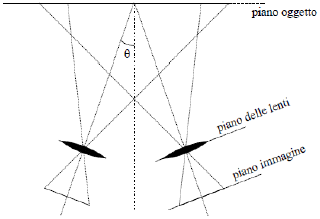 piano oggetto
θ
piano delle lenti
piano immagine